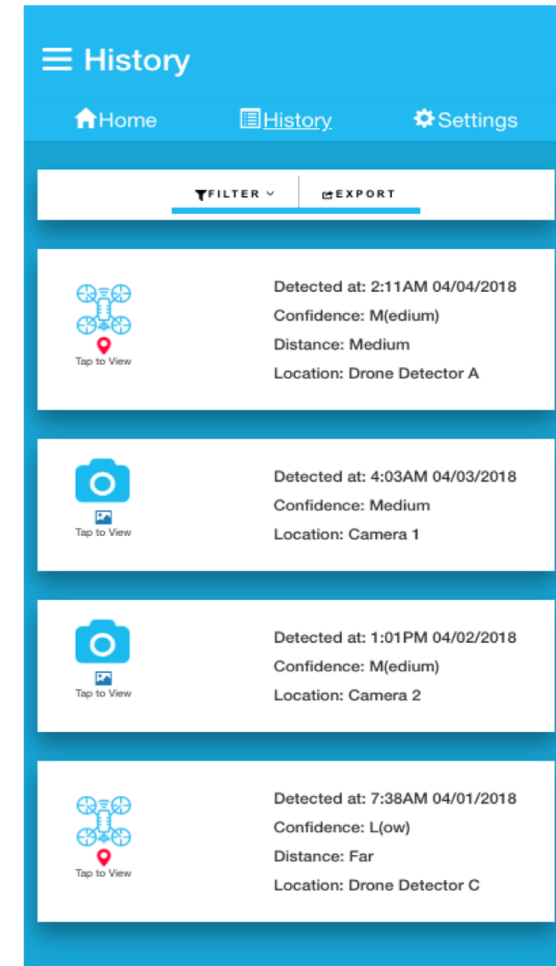 History
Home History Settings
FILTER EXPORT
Detected at: 2:11AM 04/04/2018
Confidence: M(edium)
Distance: Medium
Location: Drone Detector A
Tap to View
Detected at: 4:03AM 04/03/2018
Confidence: Medium
Location: Camera 1
Tap to View
Detected at: 1:01PM 04/02/2018
Confidence: M(edium)
Location: Camera 2
Tap to View
Detected at: 7:38AM 04/01/2018
Confidence: L(ow)
Distance: Far
Location: Drone Detector C
Tap to View